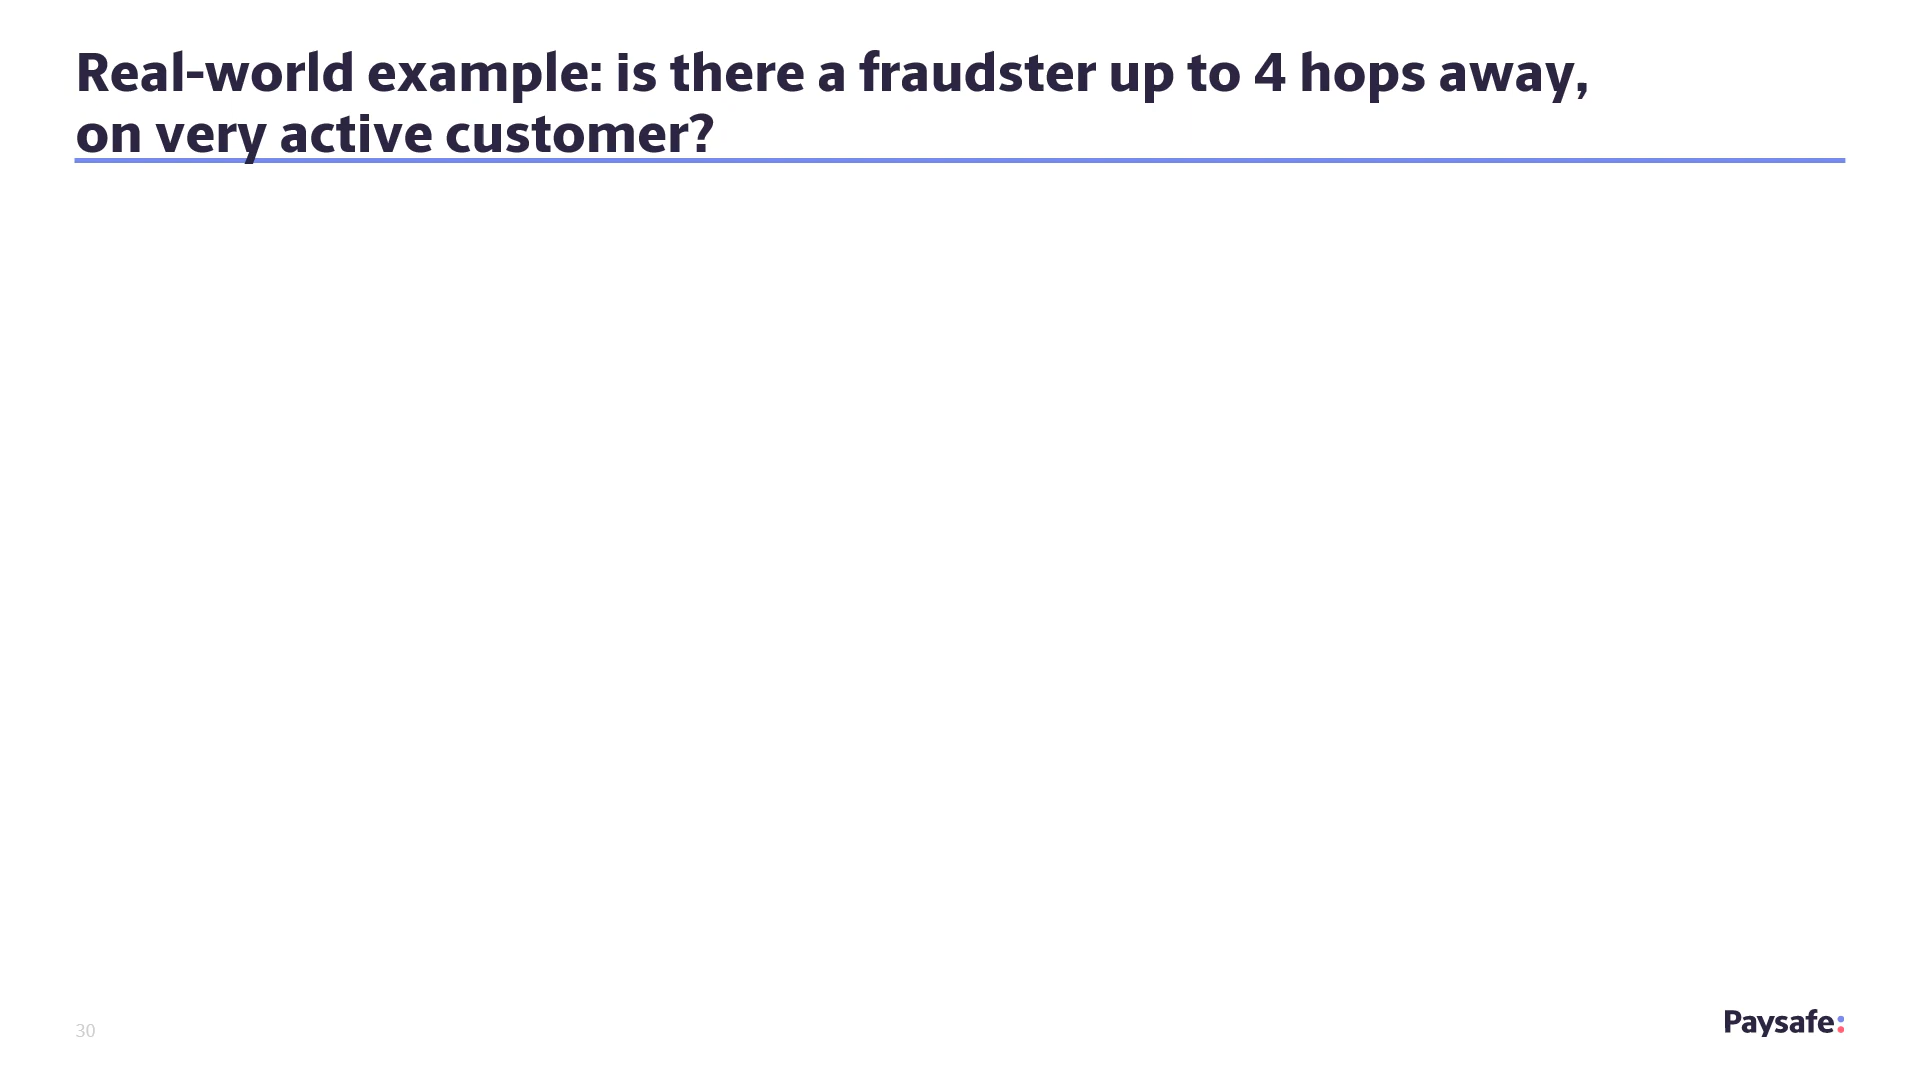 Real-world example: is there a fraudster up to 4 hops away,
on very active customer?
30
Paysafe: